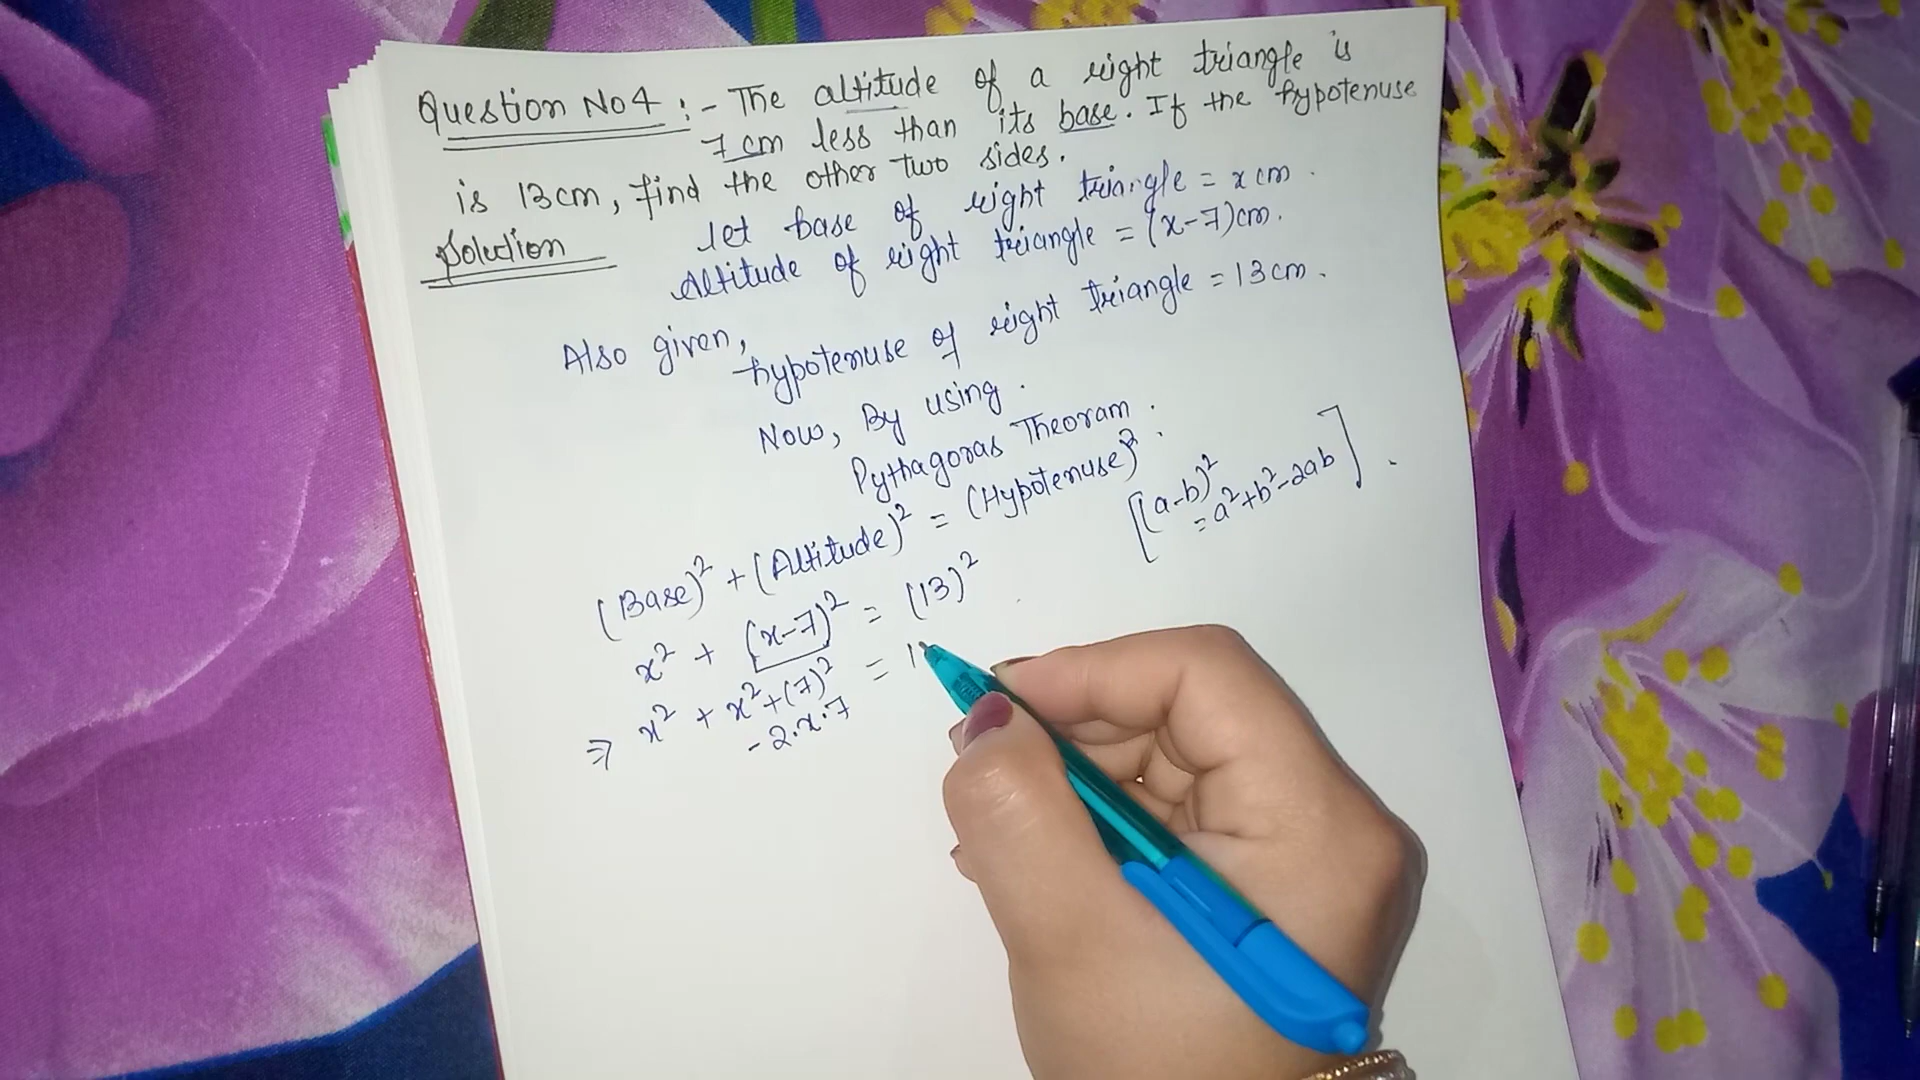 Question No 4 :- The altitude of a right triangle is
7 cm less than its base. If the hypotenuse
is 13cm, find the other two sides.
Solution let base of right triangle = x cm.
Altitude of right triangle = (x-7)cm.
Also given,
hypotenuse of right triangle = 13cm.
Now, By using.
Pythagoras Theoram.
(Base)² + (Altitude)² = (Hypotenuse)².
[(a-b)²
= a²+b²-2ab].
x² + (x-7)² = (13)²
⇒ x² + x²+(7)² = 1
-2.x.7